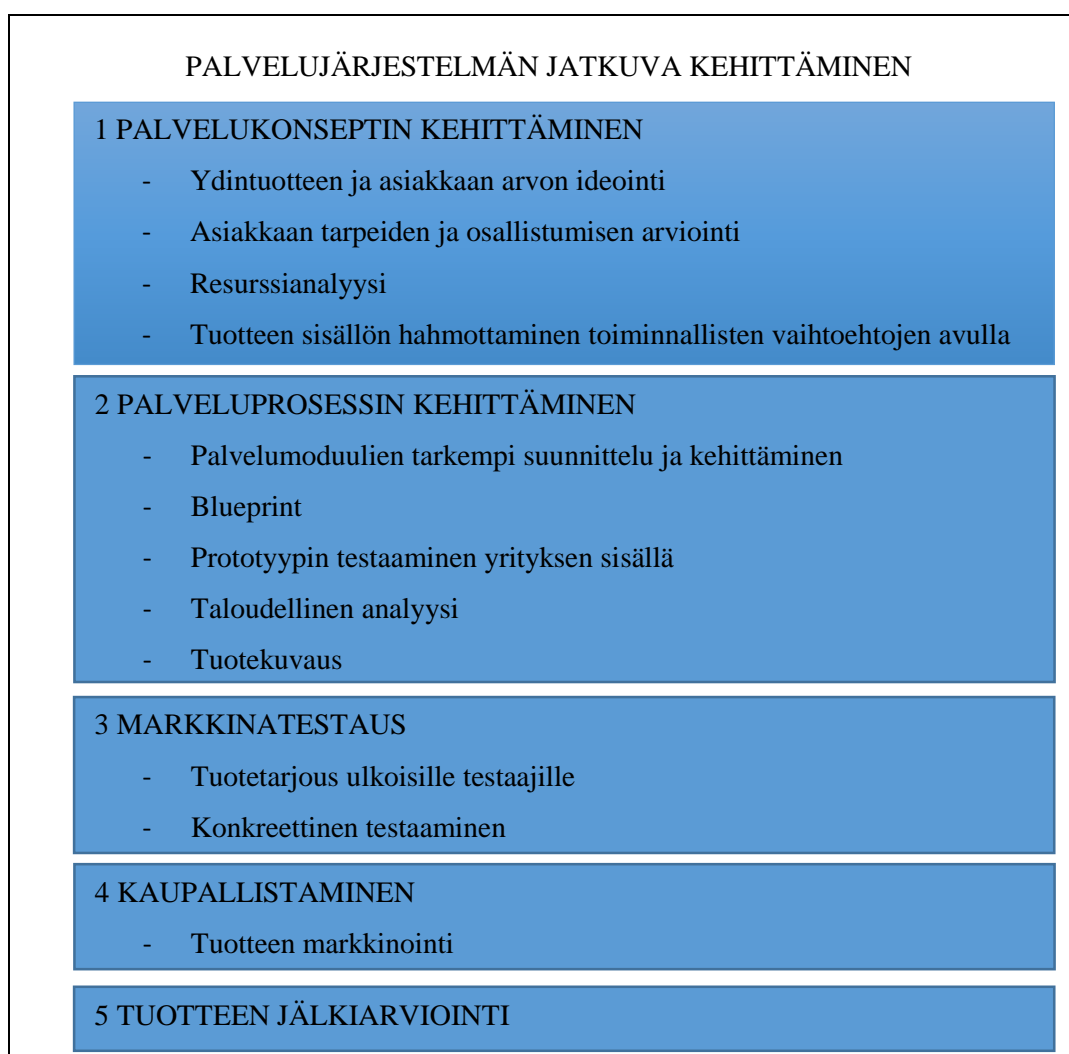 PALVELUJÄRJESTELMÄN JATKUVA KEHITTÄMINEN
1 PALVELUKONSEPTIN KEHITTÄMINEN
- Ydintuotteen ja asiakkaan arvon ideointi
- Asiakkaan tarpeiden ja osallistumisen arviointi
- Resurssianalyysi
- Tuotteen sisällön hahmottaminen toiminnallisten vaihtoehtojen avulla
2 PALVELUPROSESSIN KEHITTÄMINEN
- Palvelumoduulien tarkempi suunnittelu ja kehittäminen
- Blueprint
- Prototyypin testaaminen yrityksen sisällä
- Taloudellinen analyysi
- Tuotekuvaus
3 MARKKINATESTAUS
- Tuotetarjous ulkoisille testaajille
- Konkreettinen testaaminen
4 KAUPALLISTAMINEN
- Tuotteen markkinointi
5 TUOTTEEN JÄLKIARVIOINTI